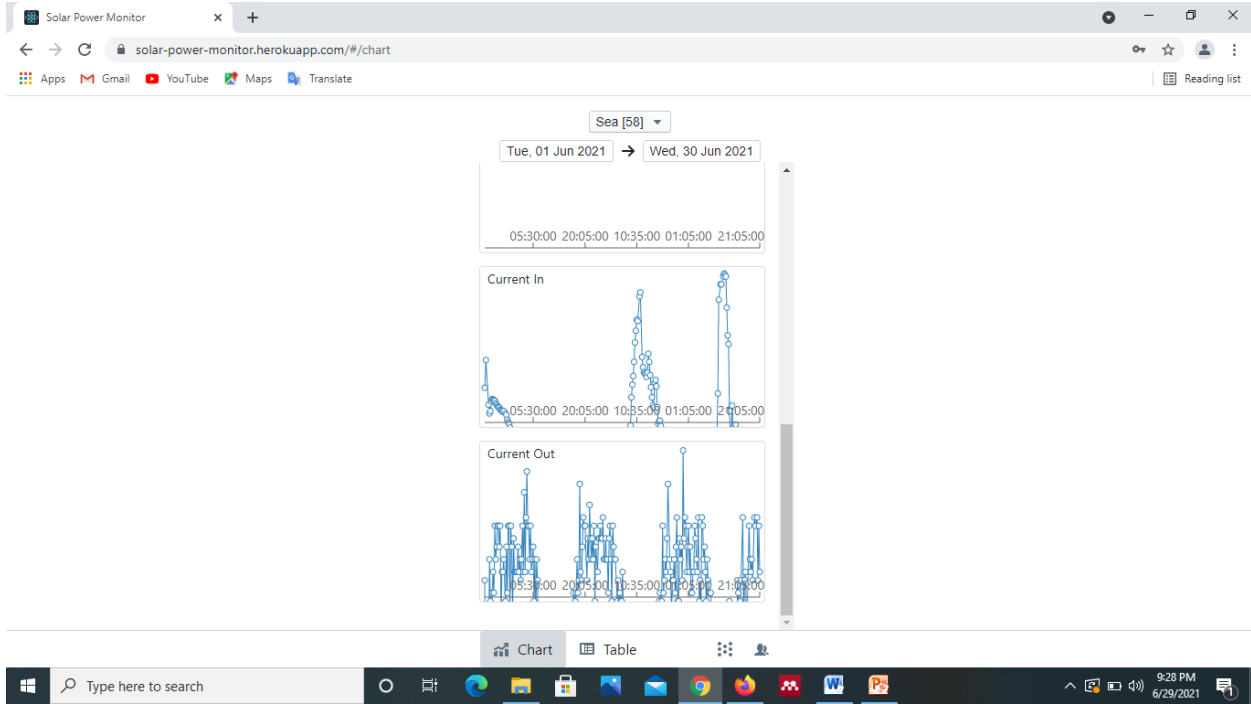 Solar Power Monitor
solar-power-monitor.herokuapp.com/#/chart
Apps Gmail YouTube Maps Translate Reading list
Sea [58]
Tue, 01 Jun 2021 → Wed, 30 Jun 2021
05:30:00 20:05:00 10:35:00 01:05:00 21:05:00
Current In
05:30:00 20:05:00 10:35:00 01:05:00 21:05:00
Current Out
05:30:00 20:05:00 10:35:00 01:05:00 21:05:00
Chart Table
Type here to search
9:28 PM
6/29/2021
1